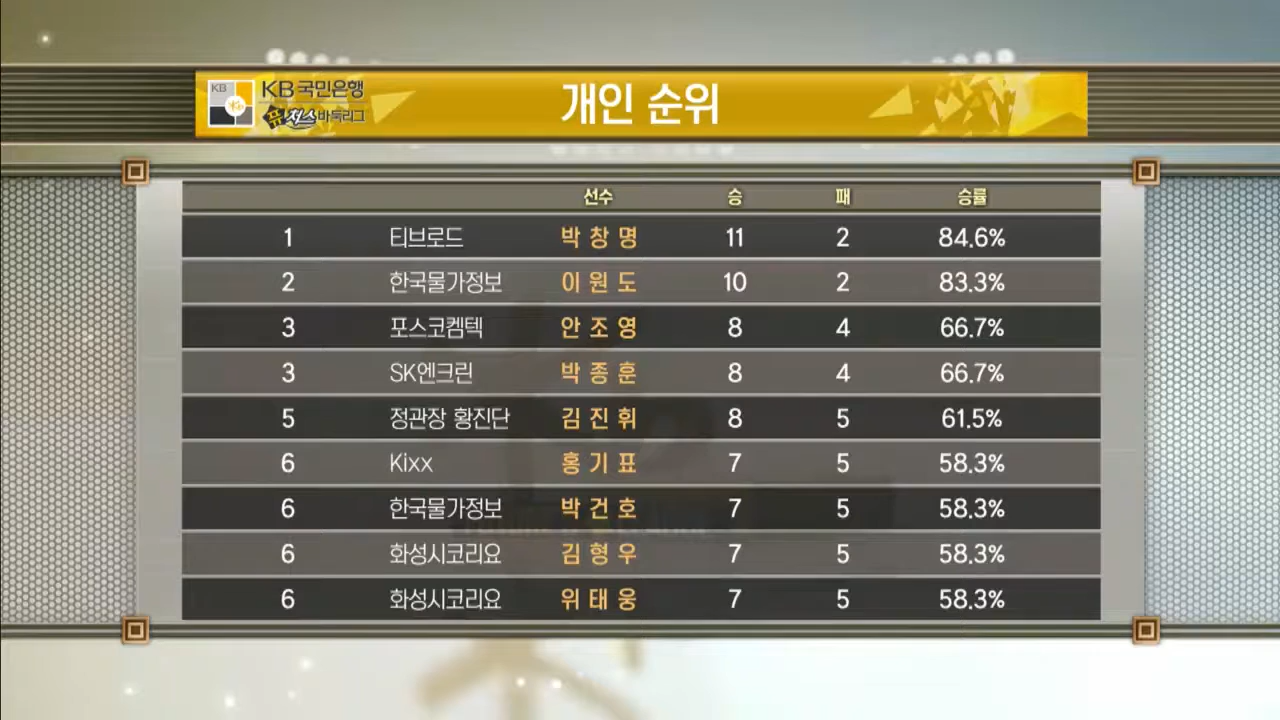 KB국민은행
퓨처스 바둑리그
개인 순위
선수 승 패 승률
1 티브로드 박창명 11 2 84.6%
2 한국물가정보 이원도 10 2 83.3%
3 포스코켐텍 안조영 8 4 66.7%
3 SK엔크린 박종훈 8 4 66.7%
5 정관장 황진단 김진휘 8 5 61.5%
6 Kixx 홍기표 7 5 58.3%
6 한국물가정보 박건호 7 5 58.3%
6 화성시코리요 김형우 7 5 58.3%
6 화성시코리요 위태웅 7 5 58.3%